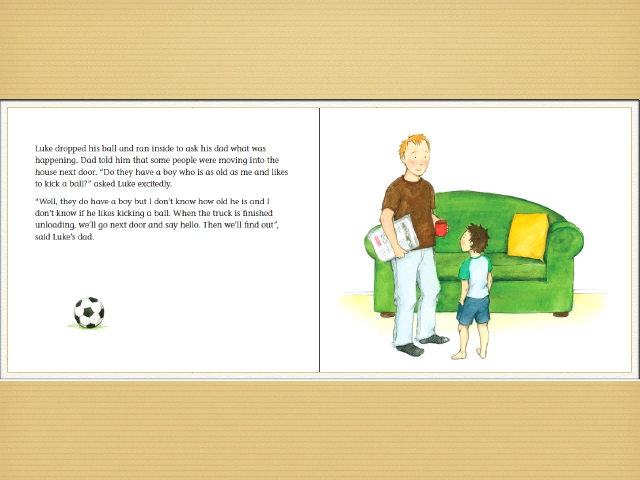 Luke dropped his ball and ran inside to ask his dad what was
happening. Dad told him that some people were moving into the
house next door. “Do they have a boy who is as old as me and likes
to kick a ball?” asked Luke excitedly.
“Well, they do have a boy but I don’t know how old he is and I
don’t know if he likes kicking a ball. When the truck is finished
unloading, we’ll go next door and say hello. Then we’ll find out”,
said Luke’s dad.